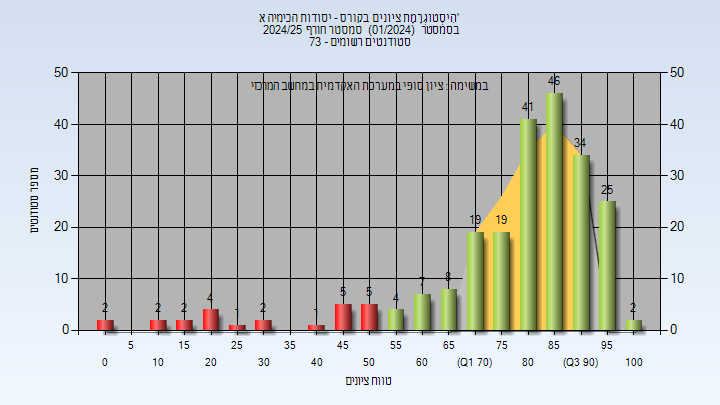 הִיסְטוֹגְרָמַת ציונים בקורס - יסודות הכימיה א'
בסמסטר (01/2024) סמסטר חורף 2024/25
סטודנטים רשומים - 73
במשימה : ציון סופי במערכת האקדמית במחשב המרכזי
מספר סטודנטים
50 50
40 40
30 30
20 20
10 10
0 0
2 2 2 4 1 2 1 5 5 4 7 8 19 19 41 46 34 25 2
5 15 25 35 45 55 65 75 85 95
0 10 20 30 40 50 60 (Q1 70) 80 (Q3 90) 100
טווח ציונים